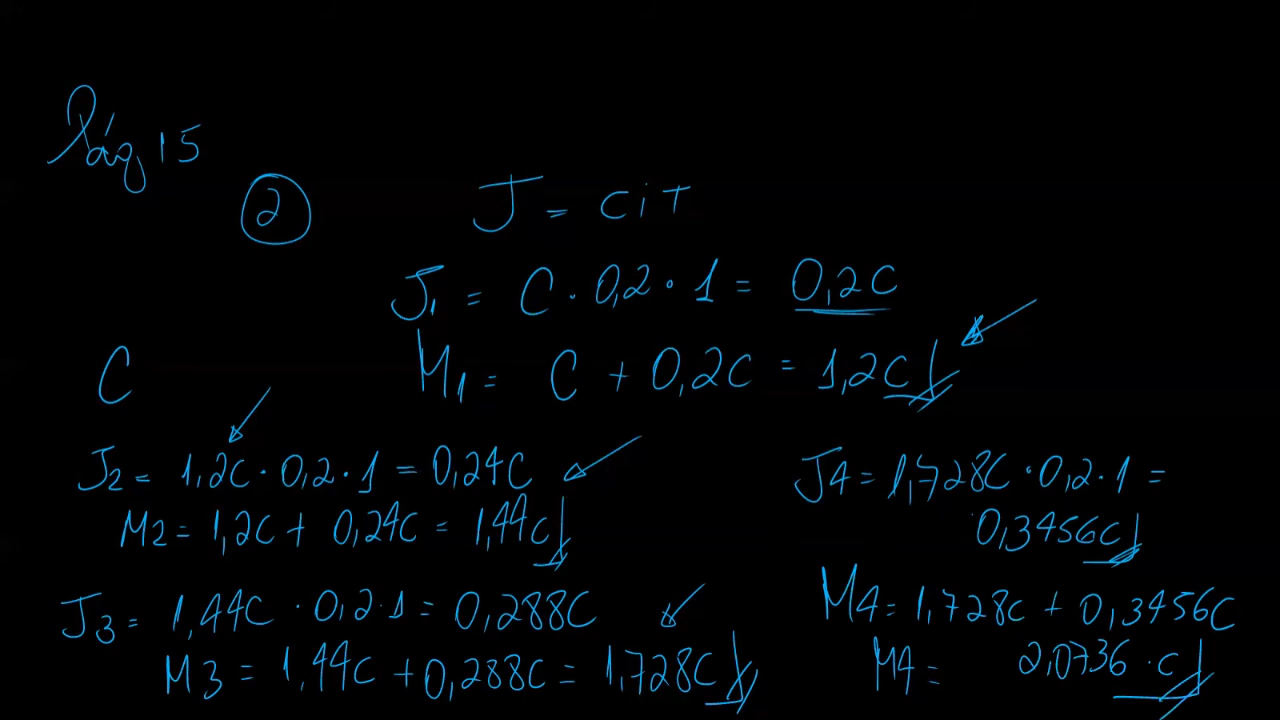 Pág 15
2
J = CiT
J1 = C · 0,2 · 1 = 0,2C
M1 = C + 0,2C = 1,2C
C
J2 = 1,2C · 0,2 · 1 = 0,24C
M2 = 1,2C + 0,24C = 1,44C
J3 = 1,44C · 0,2 · 1 = 0,288C
M3 = 1,44C + 0,288C = 1,728C
J4 = 1,728C · 0,2 · 1 =
0,3456C
M4 = 1,728C + 0,3456C
M4 = 2,0736 · C